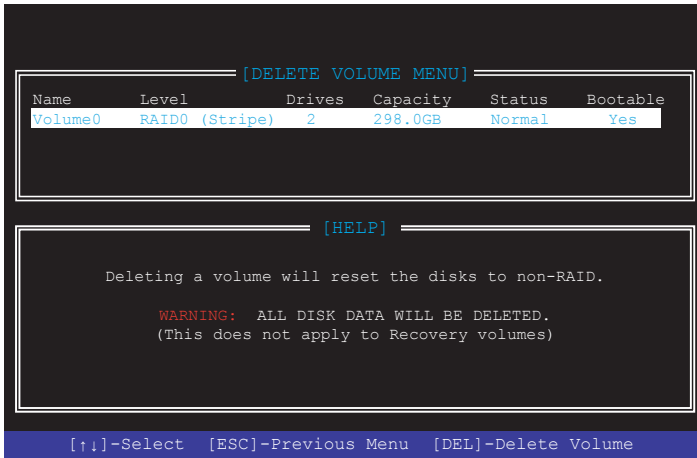 [DELETE VOLUME MENU]
Name Level Drives Capacity Status Bootable
Volume0 RAID0 (Stripe) 2 298.0GB Normal Yes
[HELP]
Deleting a volume will reset the disks to non-RAID.
WARNING: ALL DISK DATA WILL BE DELETED.
(This does not apply to Recovery volumes)
[↑↓]-Select [ESC]-Previous Menu [DEL]-Delete Volume